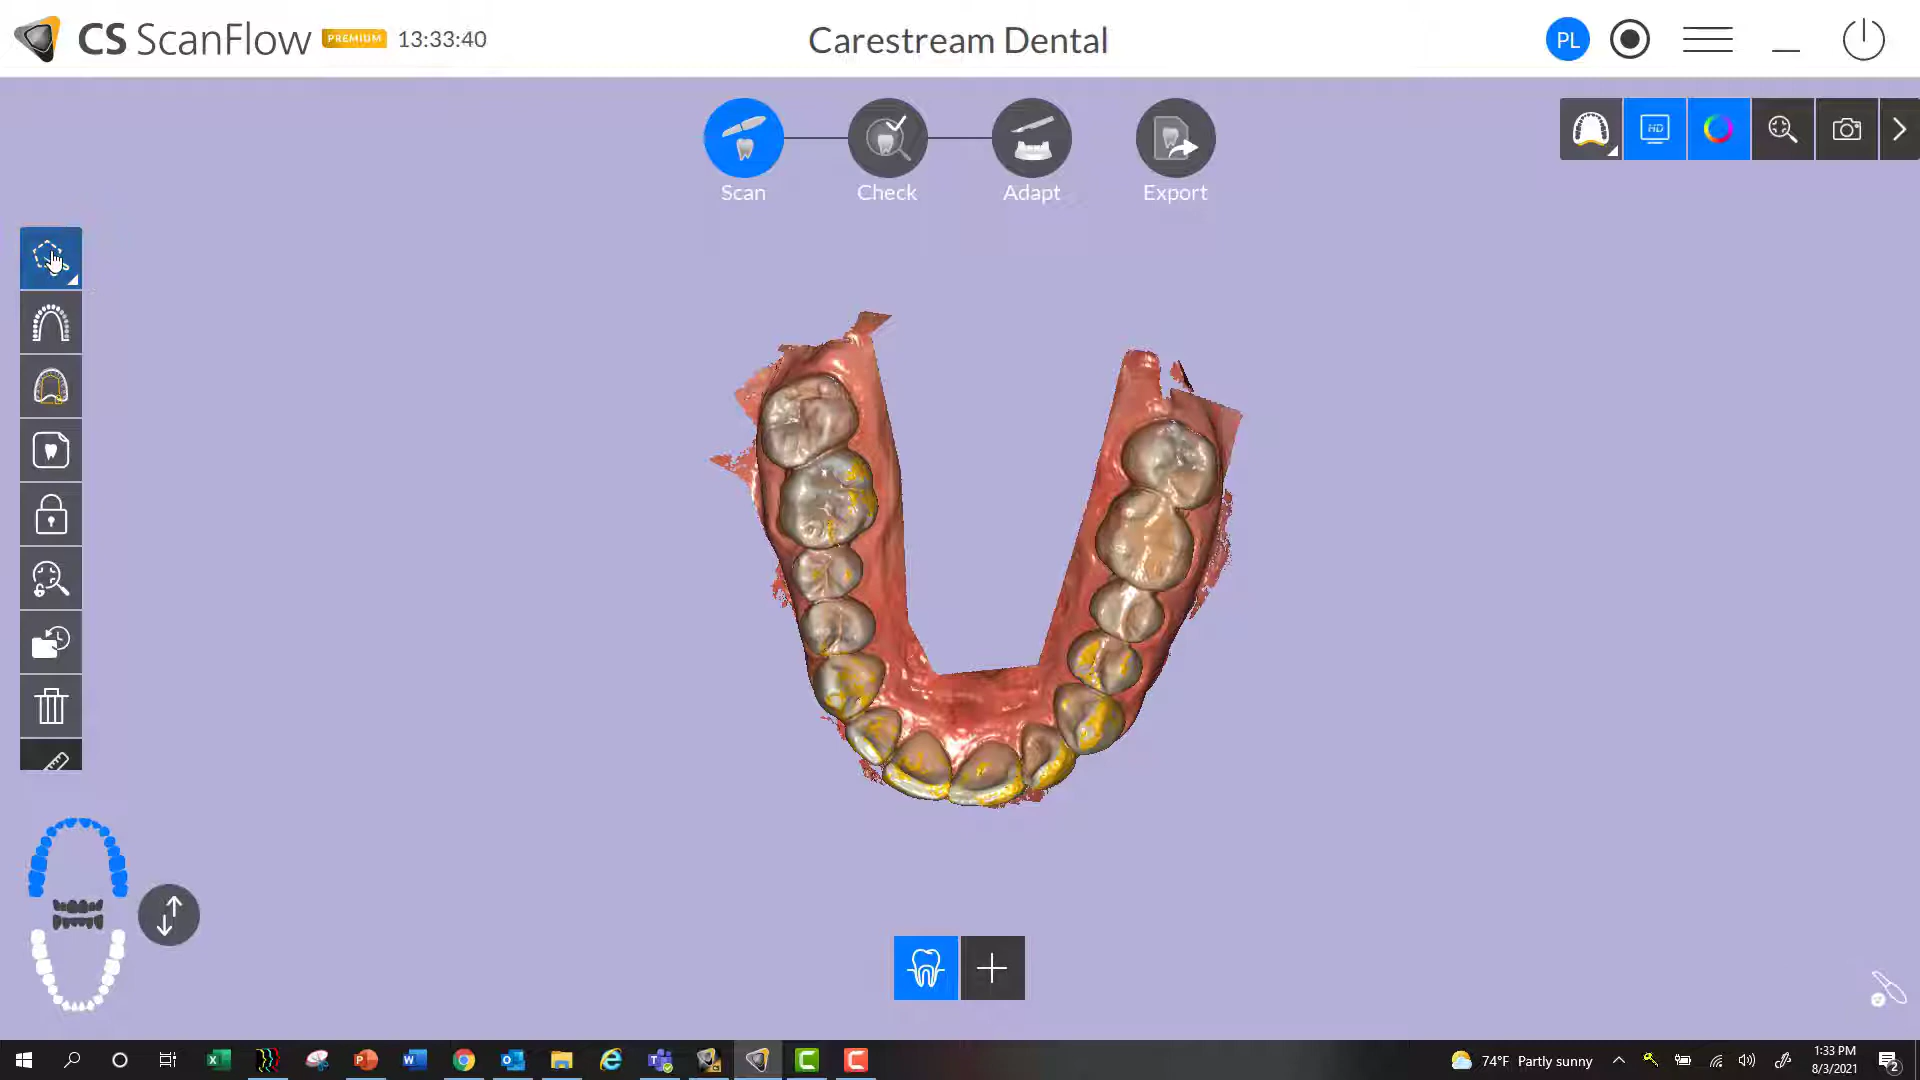 CS ScanFlow PREMIUM 13:33:40
Carestream Dental
PL
HD
Scan
Check
Adapt
Export
74°F Partly sunny
1:33 PM
8/3/2021
2